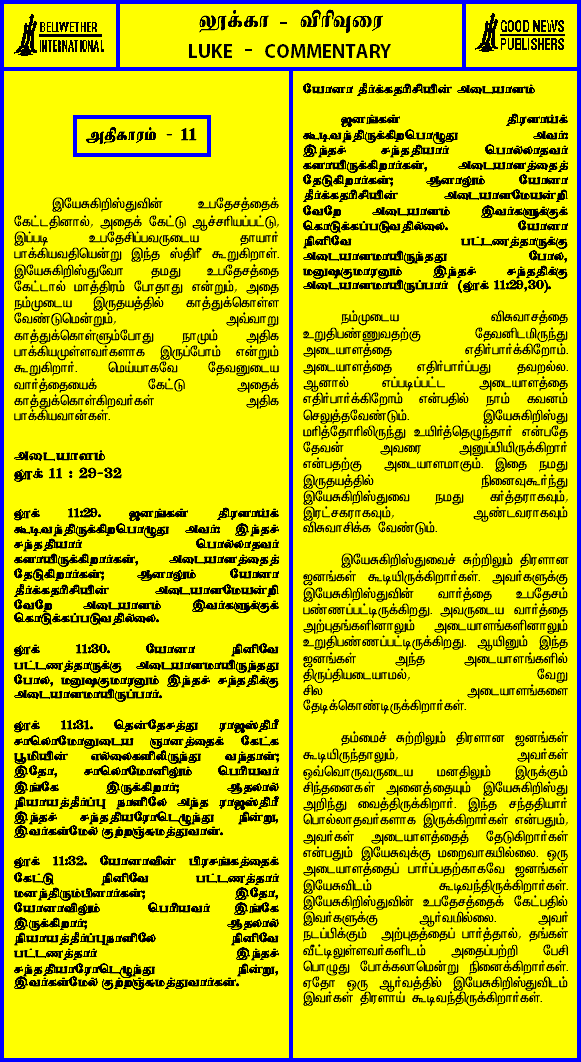 BELLWETHER
INTERNATIONAL
லூக்கா - விரிவுரை
LUKE - COMMENTARY
GOOD NEWS
PUBLISHERS
அதிகாரம் - 11
இயேசுகிறிஸ்துவின் உபதேசத்தைக்
கேட்டதினால், அதைக் கேட்டு ஆச்சரியப்பட்டு,
இப்படி உபதேசிப்பவருடைய தாயார்
பாக்கியவதியென்று இந்த ஸ்திரீ கூறுகிறாள்.
இயேசுகிறிஸ்துவோ தமது உபதேசத்தை
கேட்டால் மாத்திரம் போதாது என்றும், அதை
நம்முடைய இருதயத்தில் காத்துக்கொள்ள
வேண்டுமென்றும், அவ்வாறு
காத்துக்கொள்ளும்போது நாமும் அதிக
பாக்கியமுள்ளவர்களாக இருப்போம் என்றும்
கூறுகிறார். மெய்யாகவே தேவனுடைய
வார்த்தையைக் கேட்டு அதைக்
காத்துக்கொள்கிறவர்கள் அதிக
பாக்கியவான்கள்.
அடையாளம்
லூக் 11 : 29-32
லூக் 11:29. ஜனங்கள் திரளாய்க்
கூடிவந்திருக்கிறபொழுது அவர்: இந்தச்
சந்ததியார் பொல்லாதவர்
களாயிருக்கிறார்கள், அடையாளத்தைத்
தேடுகிறார்கள்; ஆனாலும் யோனா
தீர்க்கதரிசியின் அடையாளமேயன்றி
வேறே அடையாளம் இவர்களுக்குக்
கொடுக்கப்படுவதில்லை.
லூக் 11:30. யோனா நினிவே
பட்டணத்தாருக்கு அடையாளமாயிருந்தது
போல, மனுஷகுமாரனும் இந்தச் சந்ததிக்கு
அடையாளமாயிருப்பார்.
லூக் 11:31. தென்தேசத்து ராஜஸ்திரீ
சாலொமோனுடைய ஞானத்தைக் கேட்க
பூமியின் எல்லைகளிலிருந்து வந்தாள்;
இதோ, சாலொமோனிலும் பெரியவர்
இங்கே இருக்கிறார்; ஆதலால்
நியாயத்தீர்ப்பு நாளிலே அந்த ராஜஸ்திரீ
இந்தச் சந்ததியாரோடெழுந்து நின்று,
இவர்கள்மேல் குற்றஞ்சுமத்துவாள்.
லூக் 11:32. யோனாவின் பிரசங்கத்தைக்
கேட்டு நினிவே பட்டணத்தார்
மனந்திரும்பினார்கள்; இதோ,
யோனாவிலும் பெரியவர் இங்கே
இருக்கிறார்; ஆதலால்
நியாயத்தீர்ப்புநாளிலே நினிவே
பட்டணத்தார் இந்தச்
சந்ததியாரோடெழுந்து நின்று,
இவர்கள்மேல் குற்றஞ்சுமத்துவார்கள்.
யோனா தீர்க்கதரிசியின் அடையாளம்
ஜனங்கள் திரளாய்க்
கூடிவந்திருக்கிறபொழுது அவர்:
இந்தச் சந்ததியார் பொல்லாதவர்
களாயிருக்கிறார்கள், அடையாளத்தைத்
தேடுகிறார்கள்; ஆனாலும் யோனா
தீர்க்கதரிசியின் அடையாளமேயன்றி
வேறே அடையாளம் இவர்களுக்குக்
கொடுக்கப்படுவதில்லை. யோனா
நினிவே பட்டணத்தாருக்கு
அடையாளமாயிருந்தது போல,
மனுஷகுமாரனும் இந்தச் சந்ததிக்கு
அடையாளமாயிருப்பார் (லூக் 11:29,30).
நம்முடைய விசுவாசத்தை
உறுதிபண்ணுவதற்கு தேவனிடமிருந்து
அடையாளத்தை எதிர்பார்க்கிறோம்.
அடையாளத்தை எதிர்பார்ப்பது தவறல்ல.
ஆனால் எப்படிப்பட்ட அடையாளத்தை
எதிர்பார்க்கிறோம் என்பதில் நாம் கவனம்
செலுத்தவேண்டும். இயேசுகிறிஸ்து
மரித்தோரிலிருந்து உயிர்த்தெழுந்தார் என்பதே
தேவன் அவரை அனுப்பியிருக்கிறார்
என்பதற்கு அடையாளமாகும். இதை நமது
இருதயத்தில் நினைவுகூர்ந்து
இயேசுகிறிஸ்துவை நமது கர்த்தராகவும்,
இரட்சகராகவும், ஆண்டவராகவும்
விசுவாசிக்க வேண்டும்.
இயேசுகிறிஸ்துவைச் சுற்றிலும் திரளான
ஜனங்கள் கூடியிருக்கிறார்கள். அவர்களுக்கு
இயேசுகிறிஸ்துவின் வார்த்தை உபதேசம்
பண்ணப்பட்டிருக்கிறது. அவருடைய வார்த்தை
அற்புதங்களினாலும் அடையாளங்களினாலும்
உறுதிபண்ணப்பட்டிருக்கிறது. ஆயினும் இந்த
ஜனங்கள் அந்த அடையாளங்களில்
திருப்தியடையாமல், வேறு
சில அடையாளங்களை
தேடிக்கொண்டிருக்கிறார்கள்.
தம்மைச் சுற்றிலும் திரளான ஜனங்கள்
கூடியிருந்தாலும், அவர்கள்
ஒவ்வொருவருடைய மனதிலும் இருக்கும்
சிந்தனைகள் அனைத்தையும் இயேசுகிறிஸ்து
அறிந்து வைத்திருக்கிறார். இந்த சந்ததியார்
பொல்லாதவர்களாக இருக்கிறார்கள் என்பதும்,
அவர்கள் அடையாளத்தைத் தேடுகிறார்கள்
என்பதும் இயேசுவுக்கு மறைவாகயில்லை. ஒரு
அடையாளத்தைப் பார்ப்பதற்காகவே ஜனங்கள்
இயேசுவிடம் கூடிவந்திருக்கிறார்கள்.
இயேசுகிறிஸ்துவின் உபதேசத்தைக் கேட்பதில்
இவர்களுக்கு ஆர்வமில்லை. அவர்
நடப்பிக்கும் அற்புதத்தைப் பார்த்தால், தங்கள்
வீட்டிலுள்ளவர்களிடம் அதைப்பற்றி பேசி
பொழுது போக்கலாமென்று நினைக்கிறார்கள்.
ஏதோ ஒரு ஆர்வத்தில் இயேசுகிறிஸ்துவிடம்
இவர்கள் திரளாய் கூடிவந்திருக்கிறார்கள்.